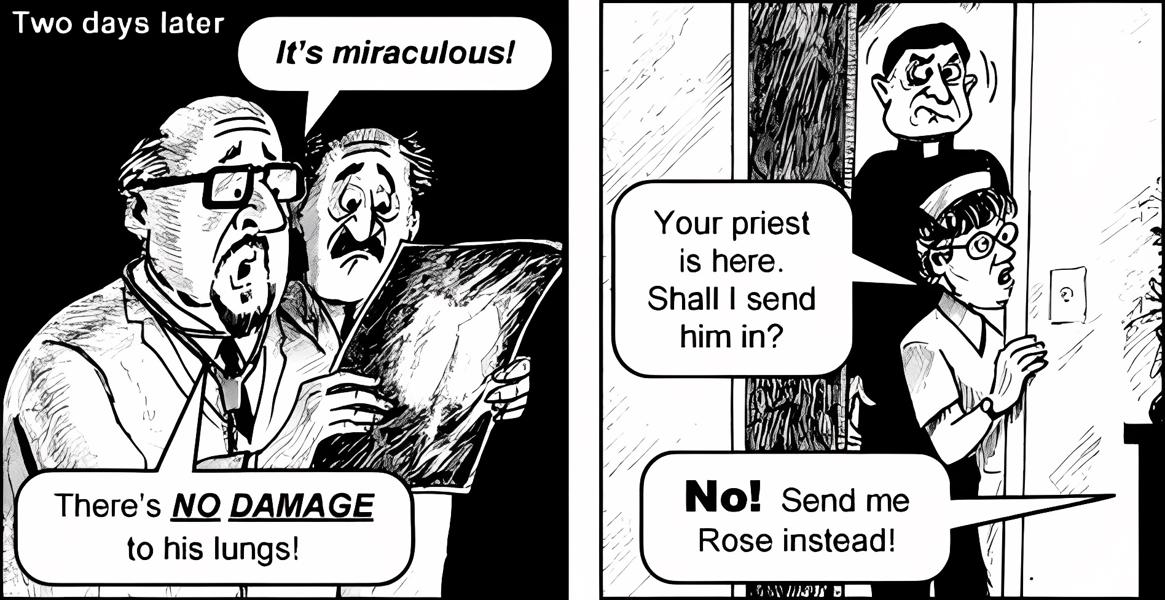 Two days later
It's miraculous!
There's NO DAMAGE
to his lungs!
Your priest
is here.
Shall I send
him in?
No! Send me
Rose instead!